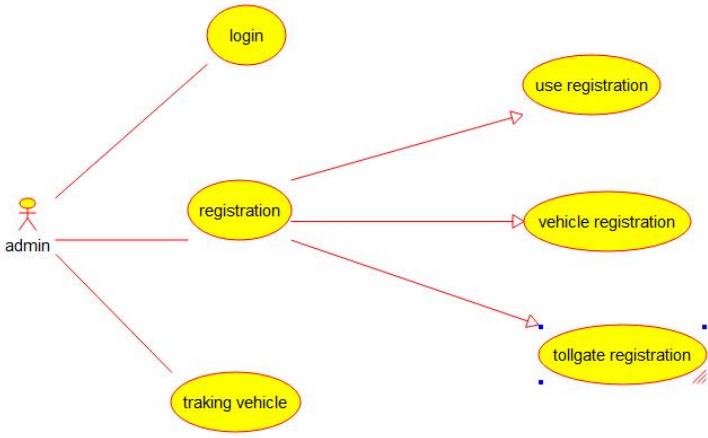 login
use registration
registration
vehicle registration
admin
tollgate registration
traking vehicle